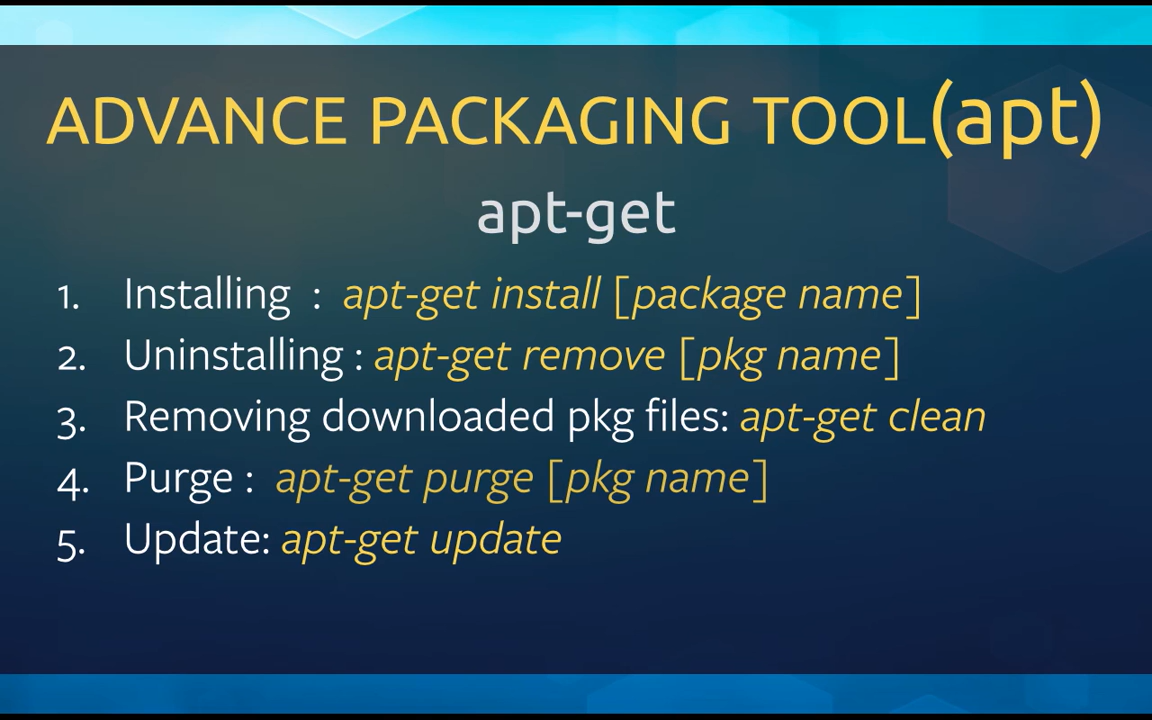 ADVANCE PACKAGING TOOL(apt)
apt-get
1. Installing : apt-get install [package name]
2. Uninstalling : apt-get remove [pkg name]
3. Removing downloaded pkg files: apt-get clean
4. Purge : apt-get purge [pkg name]
5. Update: apt-get update